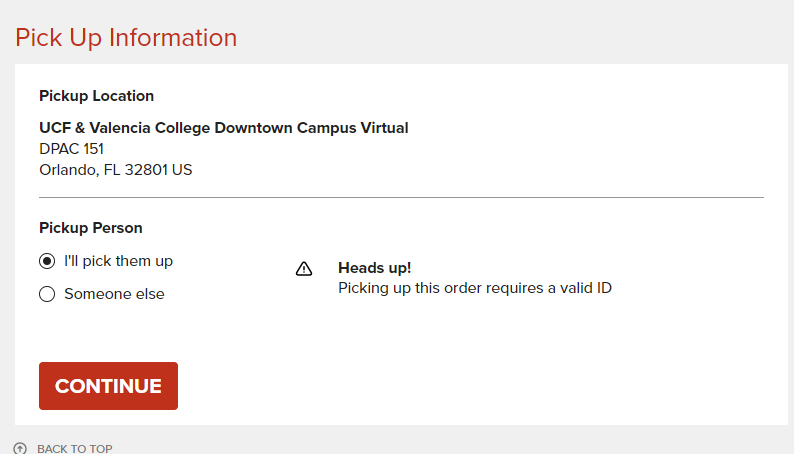 Pick Up Information
Pickup Location
UCF & Valencia College Downtown Campus Virtual
DPAC 151
Orlando, FL 32801 US
Pickup Person
I'll pick them up
Someone else
Heads up!
Picking up this order requires a valid ID
CONTINUE
BACK TO TOP